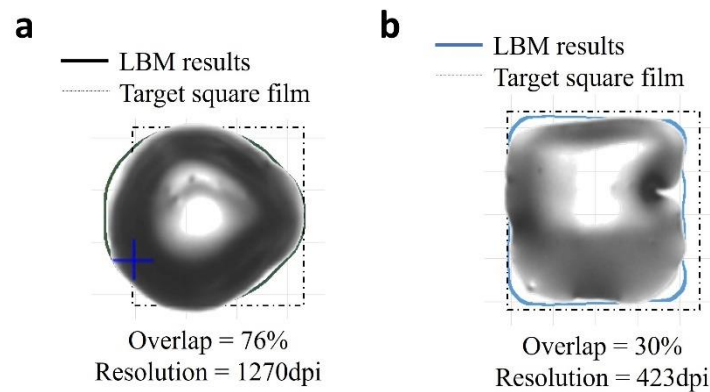 a
LBM results
Target square film
Overlap = 76%
Resolution = 1270dpi
b
LBM results
Target square film
Overlap = 30%
Resolution = 423dpi